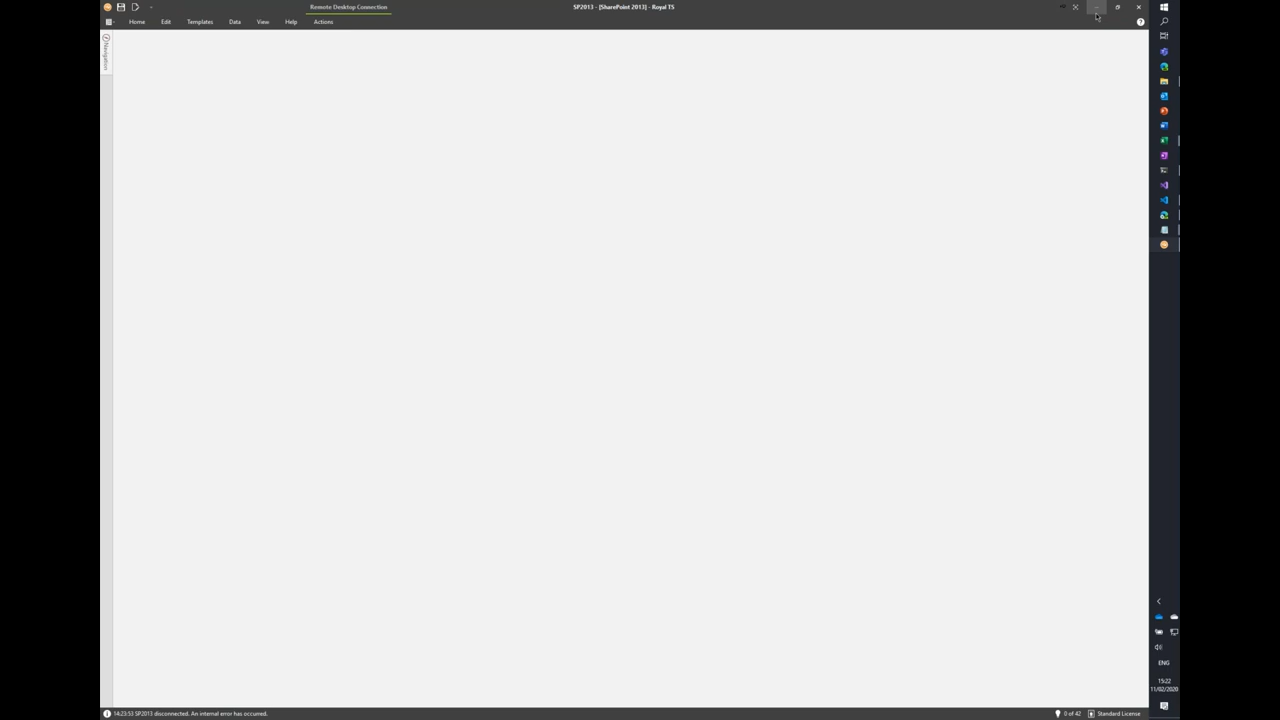 Remote Desktop Connection
SP2013 - [SharePoint 2013] - Royal TS
Home Edit Templates Data View Help Actions
Navigation
ENG
15:22
11/02/2020
14:23:53 SP2013 disconnected. An internal error has occurred.
0 of 42 Standard License